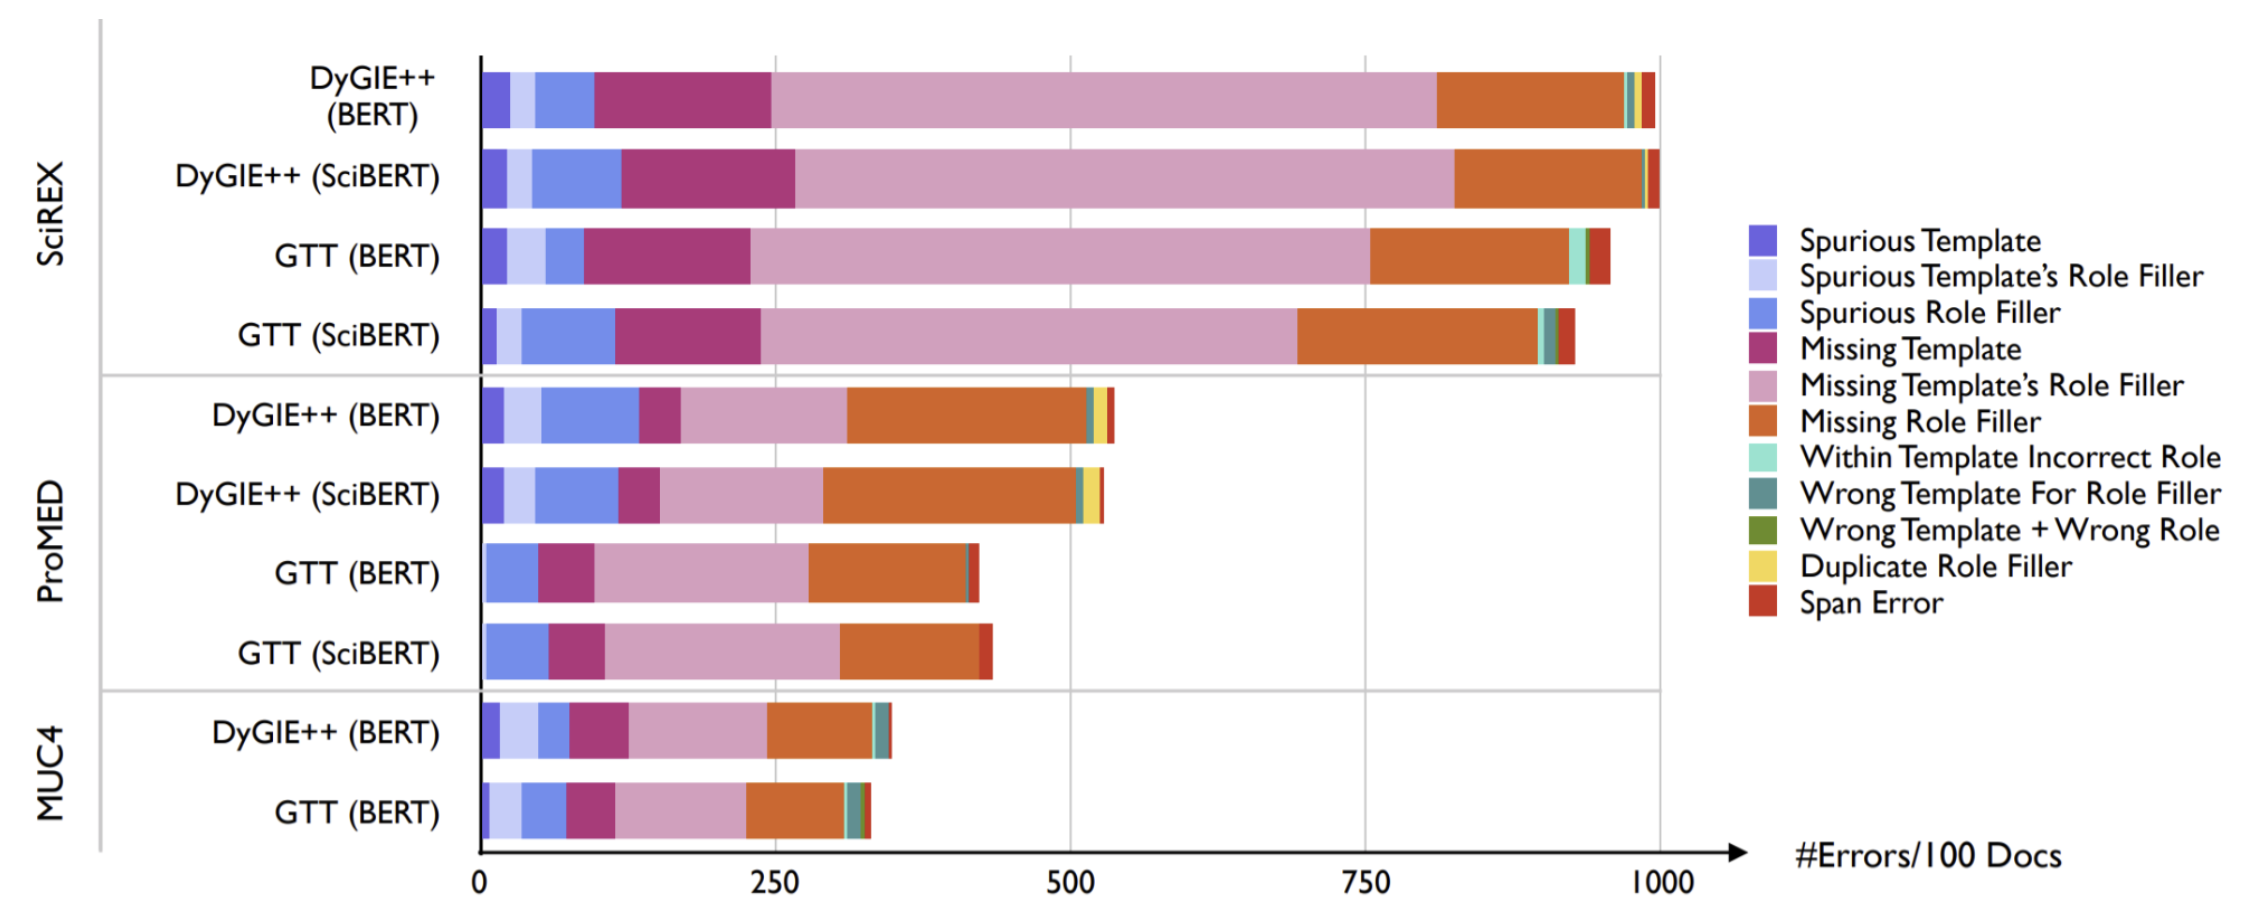 SciREX
DyGIE++
(BERT)
DyGIE++ (SciBERT)
GTT (BERT)
GTT (SciBERT)
ProMED
DyGIE++ (BERT)
DyGIE++ (SciBERT)
GTT (BERT)
GTT (SciBERT)
MUC4
DyGIE++ (BERT)
GTT (BERT)
0 250 500 750 1000
#Errors/100 Docs
Spurious Template
Spurious Template's Role Filler
Spurious Role Filler
Missing Template
Missing Template's Role Filler
Missing Role Filler
Within Template Incorrect Role
Wrong Template For Role Filler
Wrong Template + Wrong Role
Duplicate Role Filler
Span Error